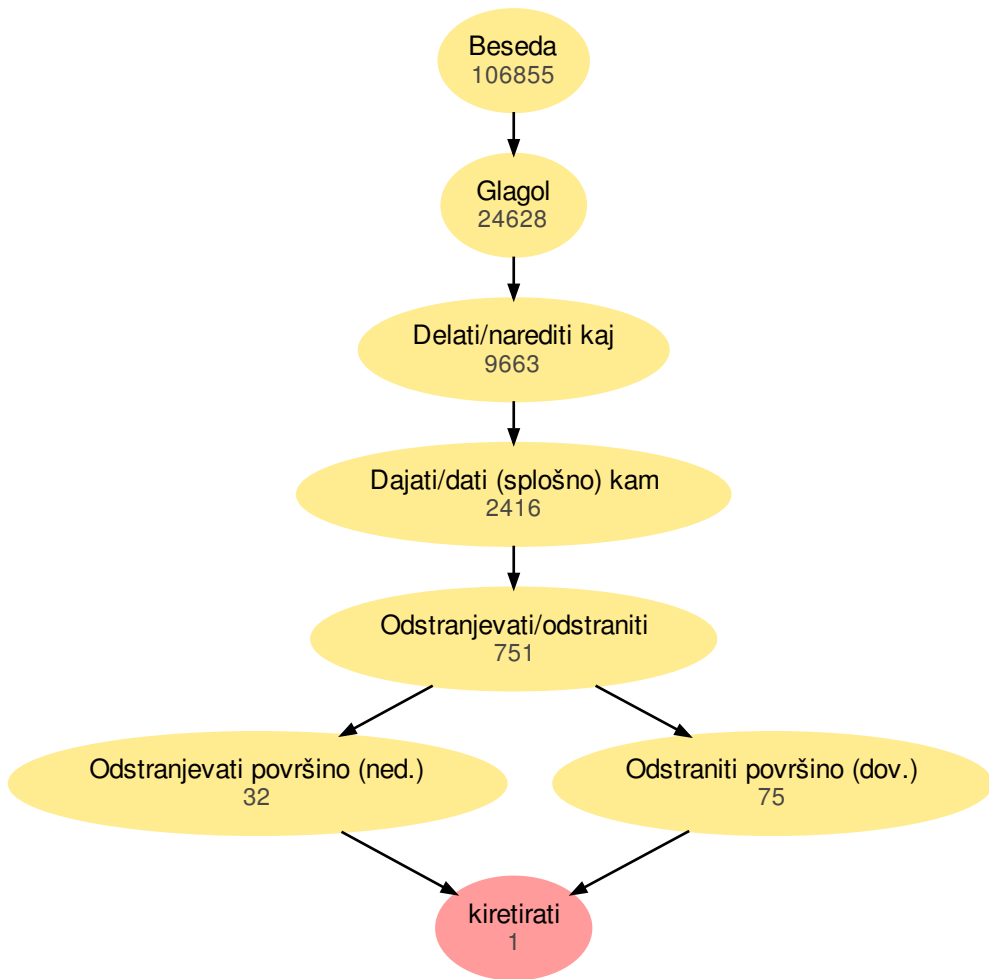 Beseda
106855
Glagol
24628
Delati/narediti kaj
9663
Dajati/dati (splošno) kam
2416
Odstranjevati/odstraniti
751
Odstranjevati površino (ned.)
32
Odstraniti površino (dov.)
75
kiretirati
1